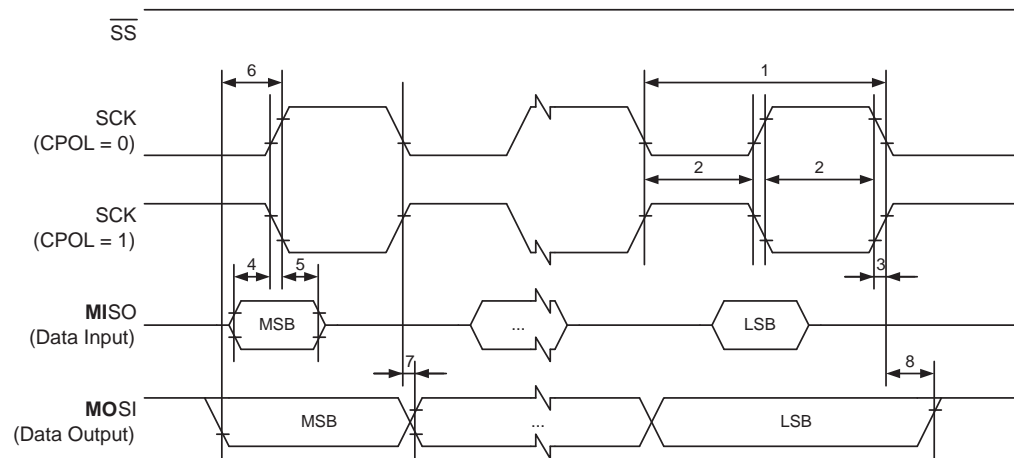 SS
6
1
SCK
(CPOL = 0)
2
2
SCK
(CPOL = 1)
4
5
3
MISO
(Data Input)
MSB
...
LSB
7
8
MOSI
(Data Output)
MSB
...
LSB